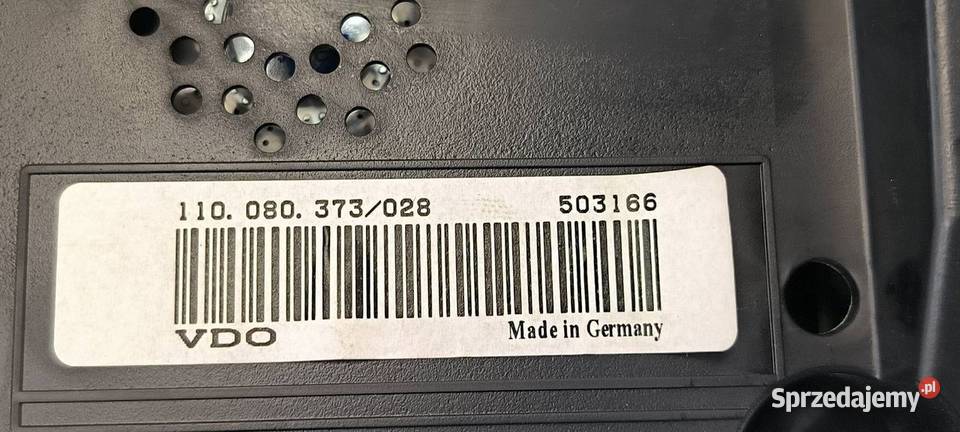 110. 080. 373/028 503166
VDO Made in Germany
Sprzedajemy.pl